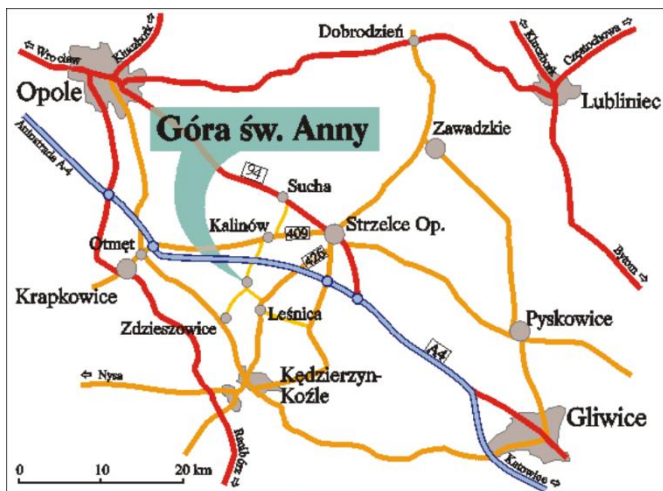 ⇦ Wrocław
Kluczbork ⇨
Dobrodzień
⇦ Kluczbork
Częstochowa ⇨
Opole
Lubliniec
Góra św. Anny
Zawadzkie
Autostrada A-4
94
Sucha
Kalinów
409
Strzelce Op.
Otmęt
426
Bytom ⇨
Krapkowice
Leśnica
Zdzieszowice
Pyskowice
A4
⇦ Nysa
Kędzierzyn-
Koźle
Gliwice
Racibórz ⇨
Katowice ⇨
0 10 20 km